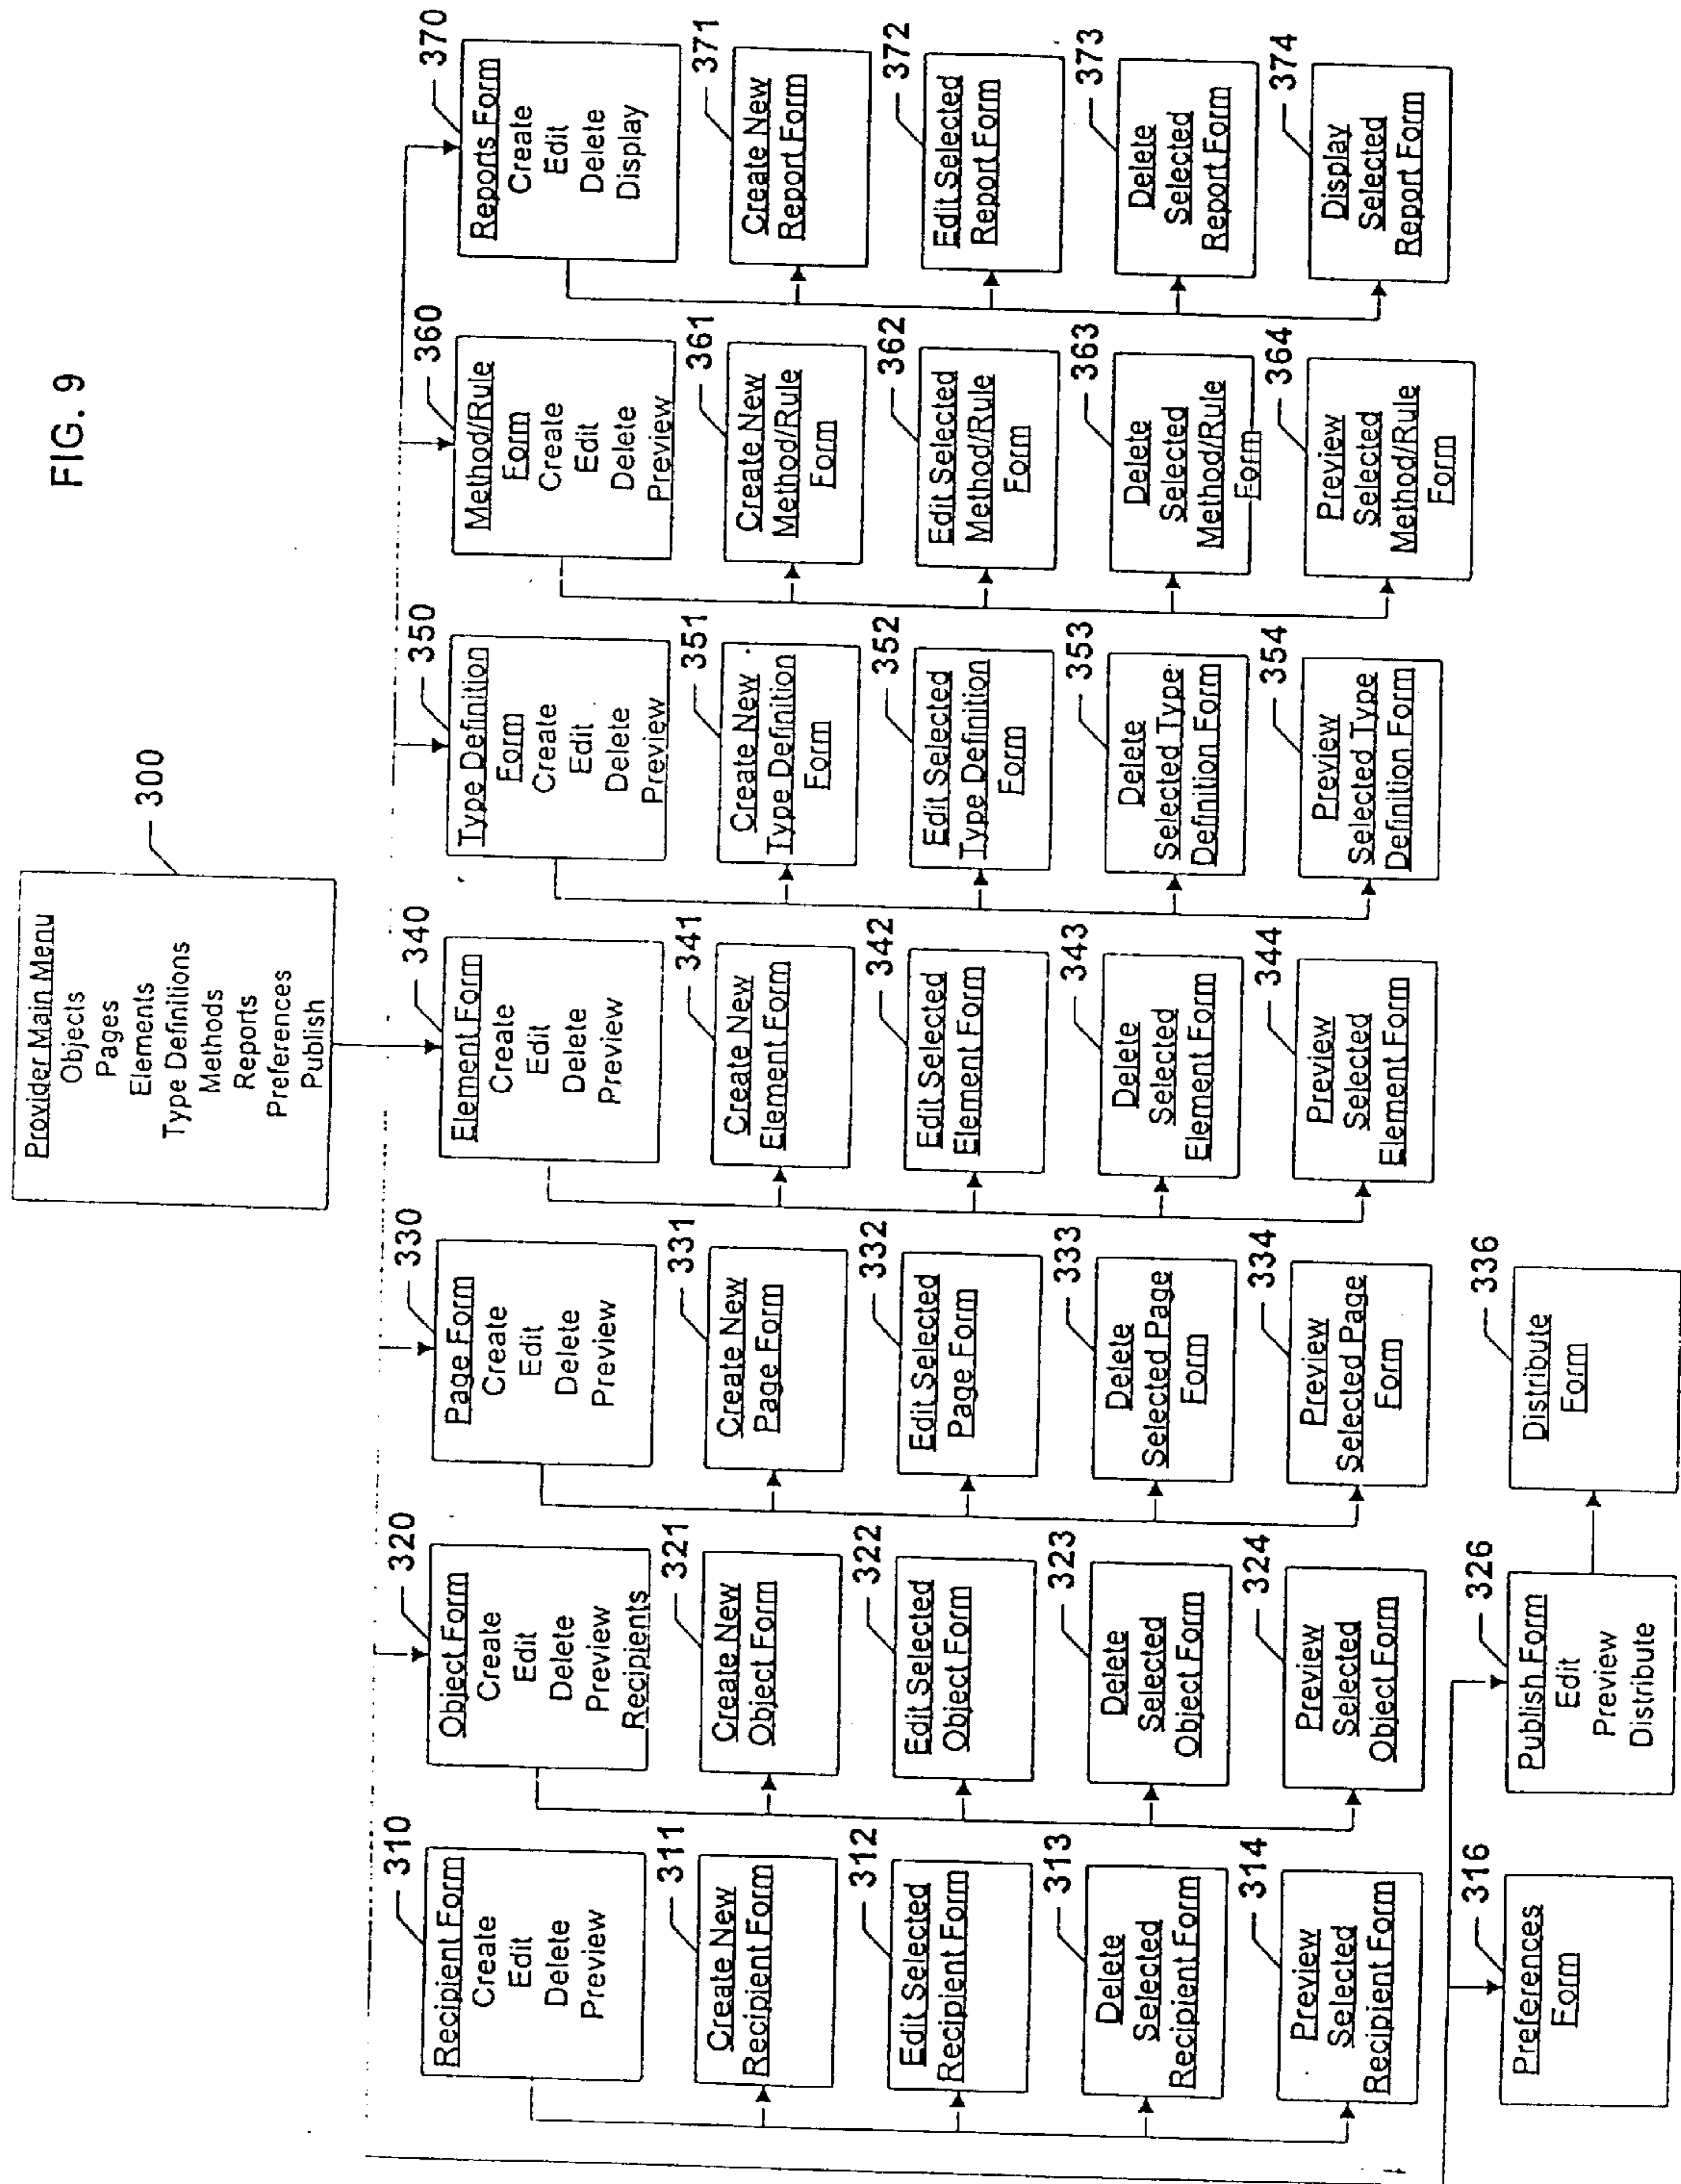 FIG. 9
300
Provider Main Menu
Objects
Pages
Elements
Type Definitions
Methods
Reports
Preferences
Publish
310
Recipient Form
Create
Edit
Delete
Preview
320
Object Form
Create
Edit
Delete
Preview
Recipients
330
Page Form
Create
Edit
Delete
Preview
340
Element Form
Create
Edit
Delete
Preview
350
Type Definition
Form
Create
Edit
Delete
Preview
360
Method/Rule
Form
Create
Edit
Delete
Preview
370
Reports Form
Create
Edit
Delete
Display
311
Create New
Recipient Form
321
Create New
Object Form
331
Create New
Page Form
341
Create New
Element Form
351
Create New
Type Definition
Form
361
Create New
Method/Rule
Form
371
Create New
Report Form
312
Edit Selected
Recipient Form
322
Edit Selected
Object Form
332
Edit Selected
Page Form
342
Edit Selected
Element Form
352
Edit Selected
Type Definition
Form
362
Edit Selected
Method/Rule
Form
372
Edit Selected
Report Form
313
Delete
Selected
Recipient Form
323
Delete
Selected
Object Form
333
Delete
Selected Page
Form
343
Delete
Selected
Element Form
353
Delete
Selected Type
Definition Form
363
Delete
Selected
Method/Rule
Form
373
Delete
Selected
Report Form
314
Preview
Selected
Recipient Form
324
Preview
Selected
Object Form
334
Preview
Selected Page
Form
344
Preview
Selected
Element Form
354
Preview
Selected Type
Definition Form
364
Preview
Selected
Method/Rule
Form
374
Display
Selected
Report Form
316
Preferences
Form
326
Publish Form
Edit
Preview
Distribute
336
Distribute
Form